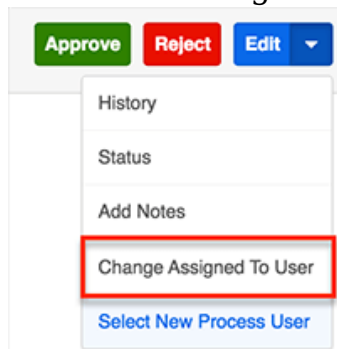 Approve Reject Edit
History
Status
Add Notes
Change Assigned To User
Select New Process User